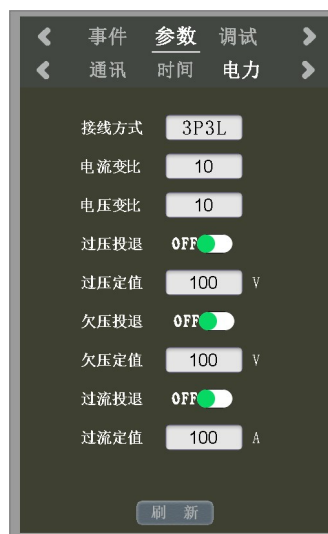 事件 参数 调试
通讯 时间 电力
接线方式 3P3L
电流变比 10
电压变比 10
过压投退 OFF
过压定值 100 V
欠压投退 OFF
欠压定值 100 V
过流投退 OFF
过流定值 100 A
刷 新